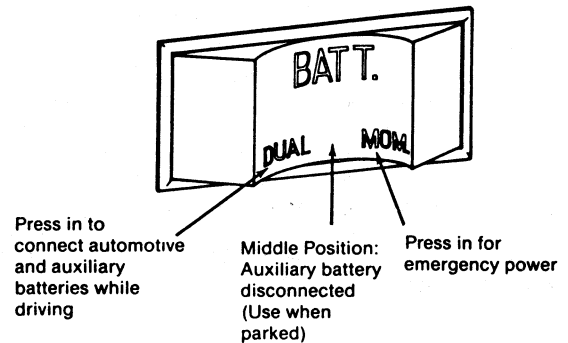 BATT.
DUAL
MOM.
Press in to
connect automotive
and auxiliary
batteries while
driving
Middle Position:
Auxiliary battery
disconnected
(Use when
parked)
Press in for
emergency power